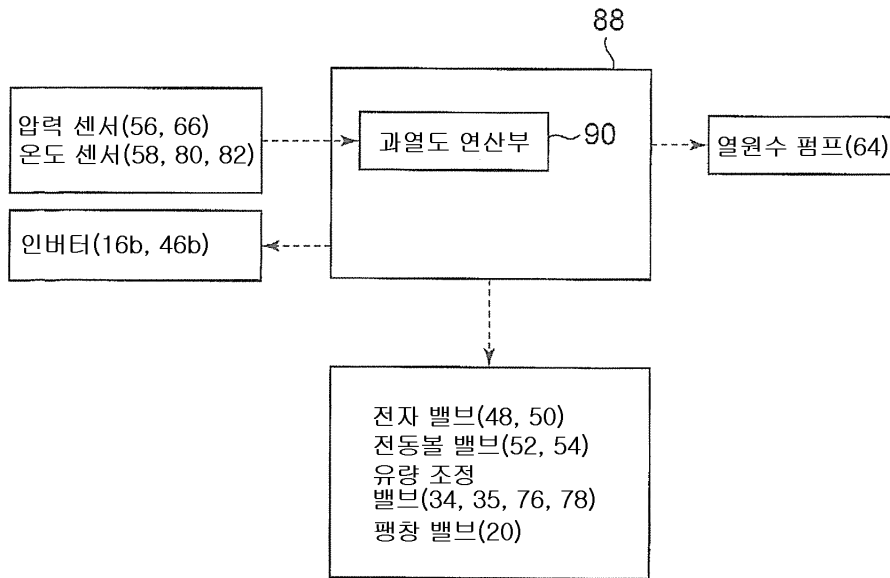 88
압력 센서(56, 66)
온도 센서(58, 80, 82)
과열도 연산부
90
열원수 펌프(64)
인버터(16b, 46b)
전자 밸브(48, 50)
전동볼 밸브(52, 54)
유량 조정
밸브(34, 35, 76, 78)
팽창 밸브(20)